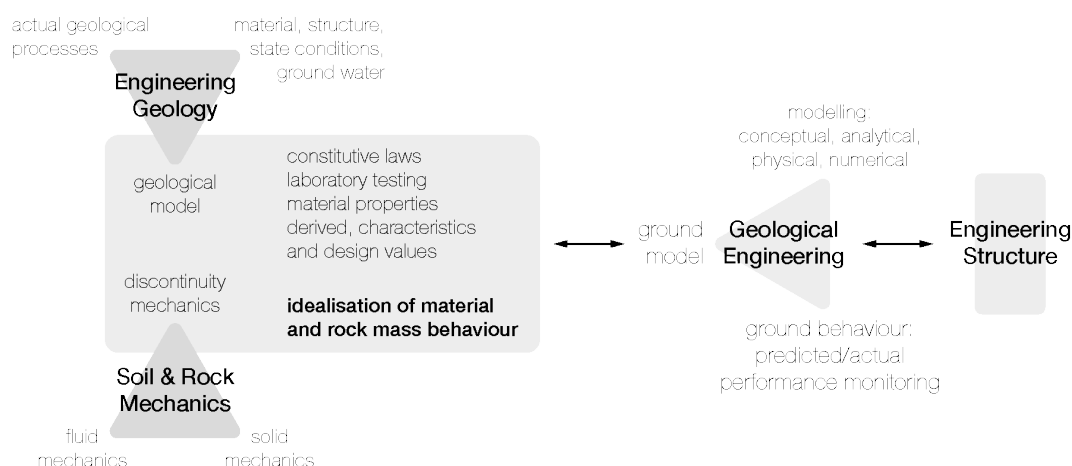 actual geological
processes
material, structure,
state conditions,
ground water
Engineering
Geology
geological
model
constitutive laws
laboratory testing
material properties
derived, characteristics
and design values
discontinuity
mechanics
idealisation of material
and rock mass behaviour
Soil & Rock
Mechanics
fluid
mechanics
solid
mechanics
modelling:
conceptual, analytical,
physical, numerical
ground
model
Geological
Engineering
ground behaviour:
predicted/actual
performance monitoring
Engineering
Structure